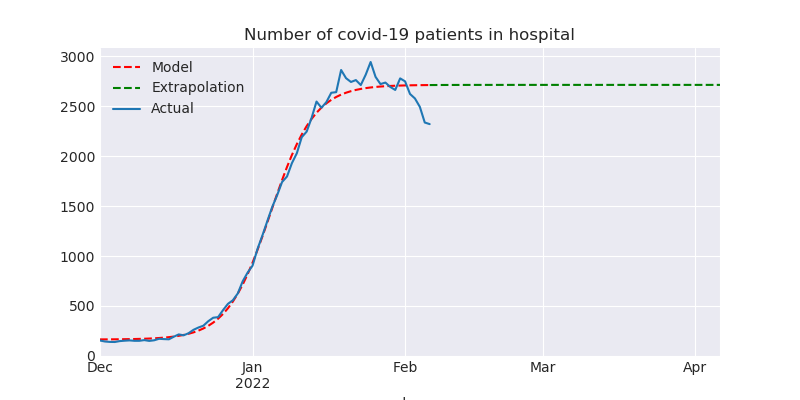 Number of covid-19 patients in hospital
3000
2500
2000
1500
1000
500
0
Model
Extrapolation
Actual
Dec
Jan
Feb
Mar
Apr
2022